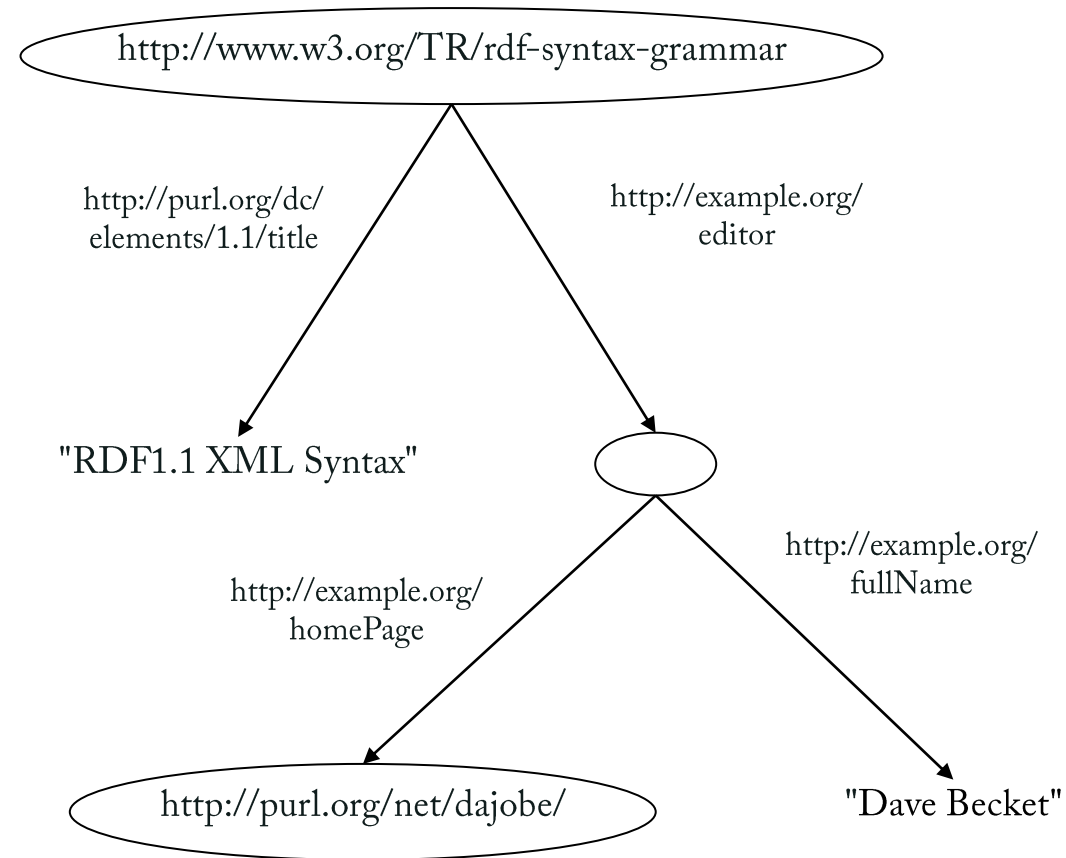 http://www.w3.org/TR/rdf-syntax-grammar
http://purl.org/dc/
elements/1.1/title
http://example.org/
editor
"RDF1.1 XML Syntax"
http://example.org/
homePage
http://example.org/
fullName
http://purl.org/net/dajobe/
"Dave Becket"